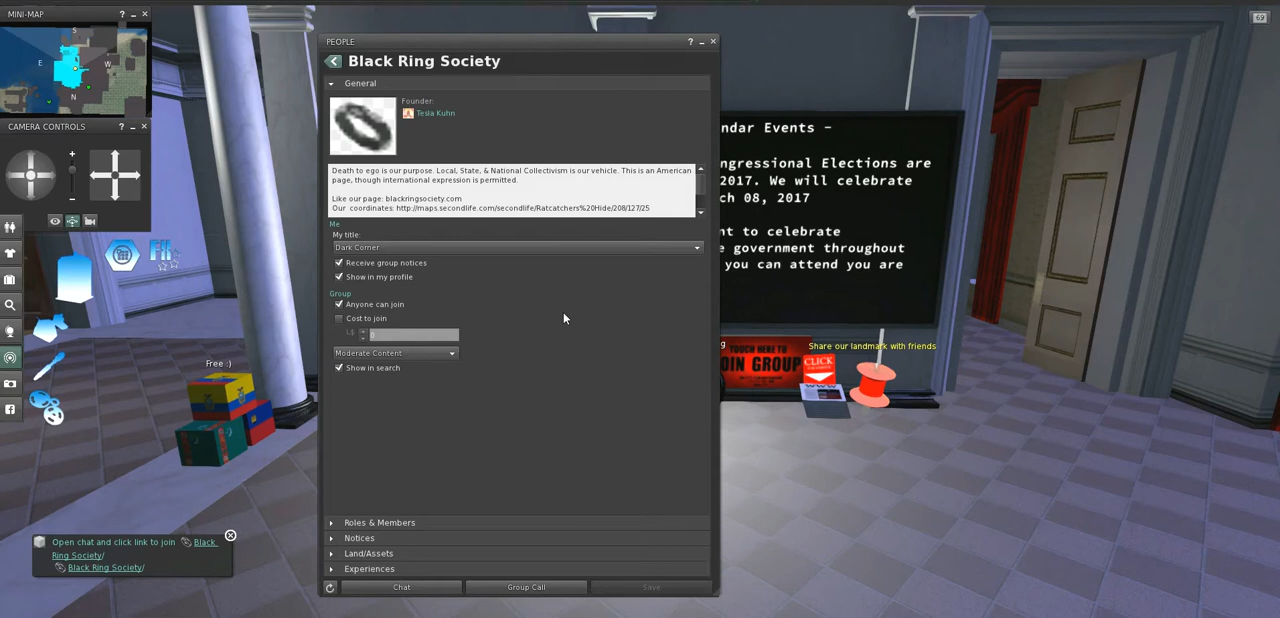 MINI-MAP
S
E
W
N
CAMERA CONTROLS
PEOPLE
69
Black Ring Society
General
Founder:
Tesla Kuhn
Death to ego is our purpose. Local, State, & National Collectivism is our vehicle. This is an American
page, though international expression is permitted.
Like our page: blackringsociety.com
Our coordinates: http://maps.secondlife.com/secondlife/Ratcatchers%20Hide/208/127/25
Me
My title:
Dark Corner
Receive group notices
Show in my profile
Group
Anyone can join
Cost to join
L$ 0
Moderate Content
Show in search
Roles & Members
Notices
Land/Assets
Experiences
Chat
Group Call
Save
ndar Events -
ngressional Elections are
2017. We will celebrate
ch 08, 2017
nt to celebrate
e government throughout
you can attend you are
g
TOUCH HERE TO
OIN GROUP
CLICK
Share our landmark with friends
Free :)
Open chat and click link to join Black
Ring Society/
Black Ring Society/